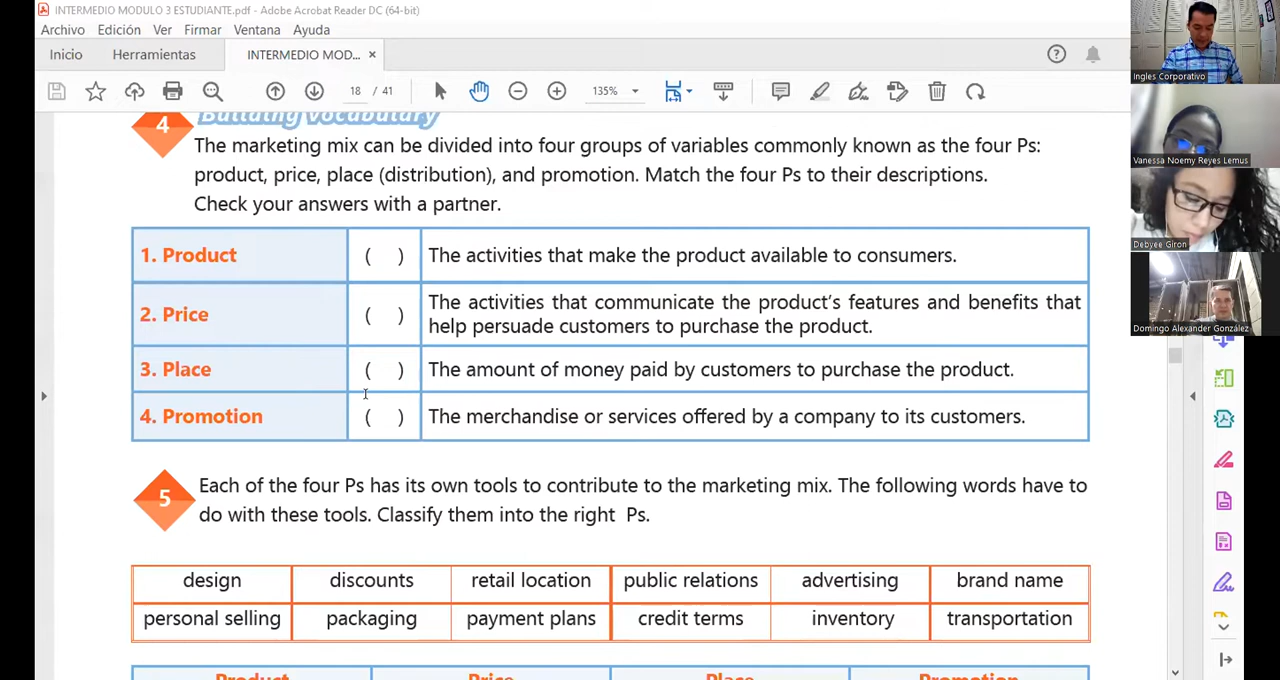 INTERMEDIO MODULO 3 ESTUDIANTE.pdf - Adobe Acrobat Reader DC (64-bit)
Archivo Edición Ver Firmar Ventana Ayuda
Inicio Herramientas INTERMEDIO MOD... ×
18 / 41 135%
4 Building Vocabulary
The marketing mix can be divided into four groups of variables commonly known as the four Ps:
product, price, place (distribution), and promotion. Match the four Ps to their descriptions.
Check your answers with a partner.
1. Product ( ) The activities that make the product available to consumers.
2. Price ( ) The activities that communicate the product's features and benefits that
help persuade customers to purchase the product.
3. Place ( ) The amount of money paid by customers to purchase the product.
4. Promotion ( ) The merchandise or services offered by a company to its customers.
5 Each of the four Ps has its own tools to contribute to the marketing mix. The following words have to
do with these tools. Classify them into the right Ps.
design discounts retail location public relations advertising brand name
personal selling packaging payment plans credit terms inventory transportation
Product Price Place Promotion
Ingles Corporativo
Vanessa Noemy Reyes Lemus
Debyee Giron
Domingo Alexander González